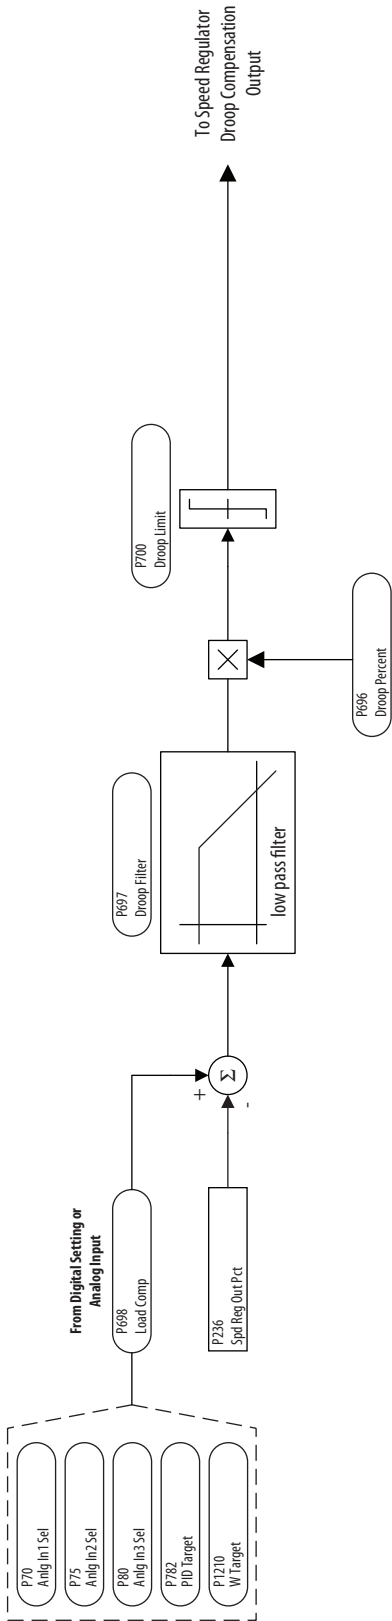 P70
Anlg In1 Sel
P75
Anlg In2 Sel
P80
Anlg In3 Sel
P782
PID Target
P1210
W Target
From Digital Setting or
Analog Input
P698
Load Comp
P236
Spd Reg Out Pct
+
Σ
-
P697
Droop Filter
low pass filter
X
P696
Droop Percent
P700
Droop Limit
To Speed Regulator
Droop Compensation
Output